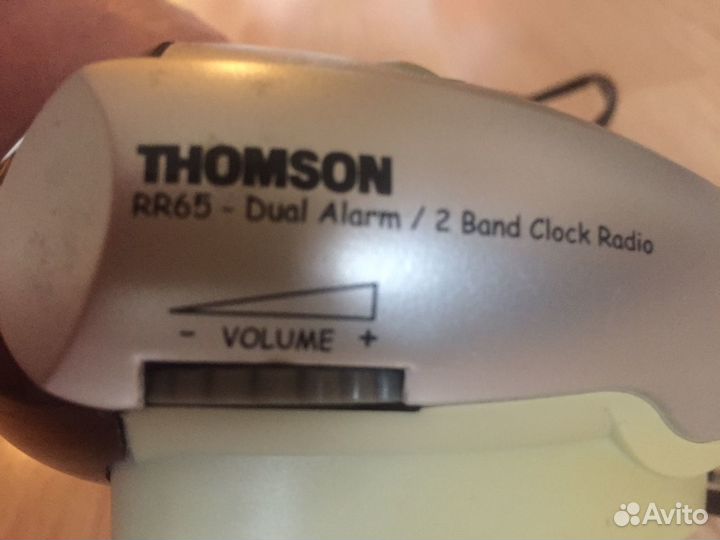 THOMSON
RR65 - Dual Alarm / 2 Band Clock Radio
- VOLUME +
Avito